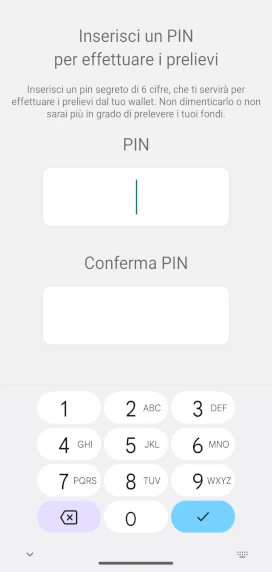 Inserisci un PIN
per effettuare i prelievi
Inserisci un pin segreto di 6 cifre, che ti servirà per
effettuare i prelievi dal tuo wallet. Non dimenticarlo o non
sarai più in grado di prelevere i tuoi fondi.
PIN
Conferma PIN
1
2 ABC
3 DEF
4 GHI
5 JKL
6 MNO
7 PQRS
8 TUV
9 WXYZ
0